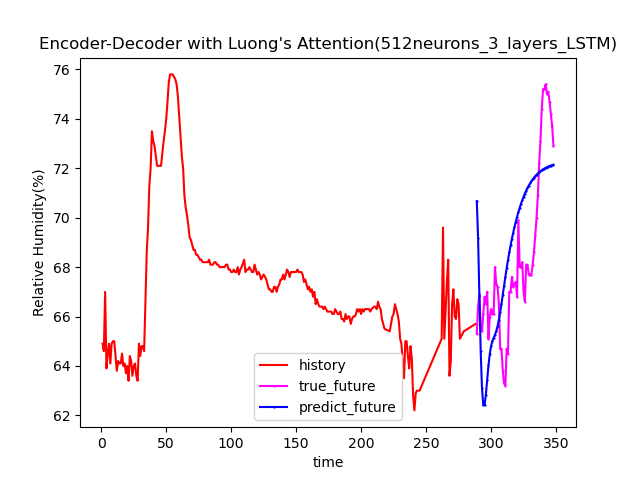 Encoder-Decoder with Luong's Attention(512neurons_3_layers_LSTM)
76
74
72
70
68
66
64
62
Relative Humidity(%)
history
true_future
predict_future
0 50 100 150 200 250 300 350
time